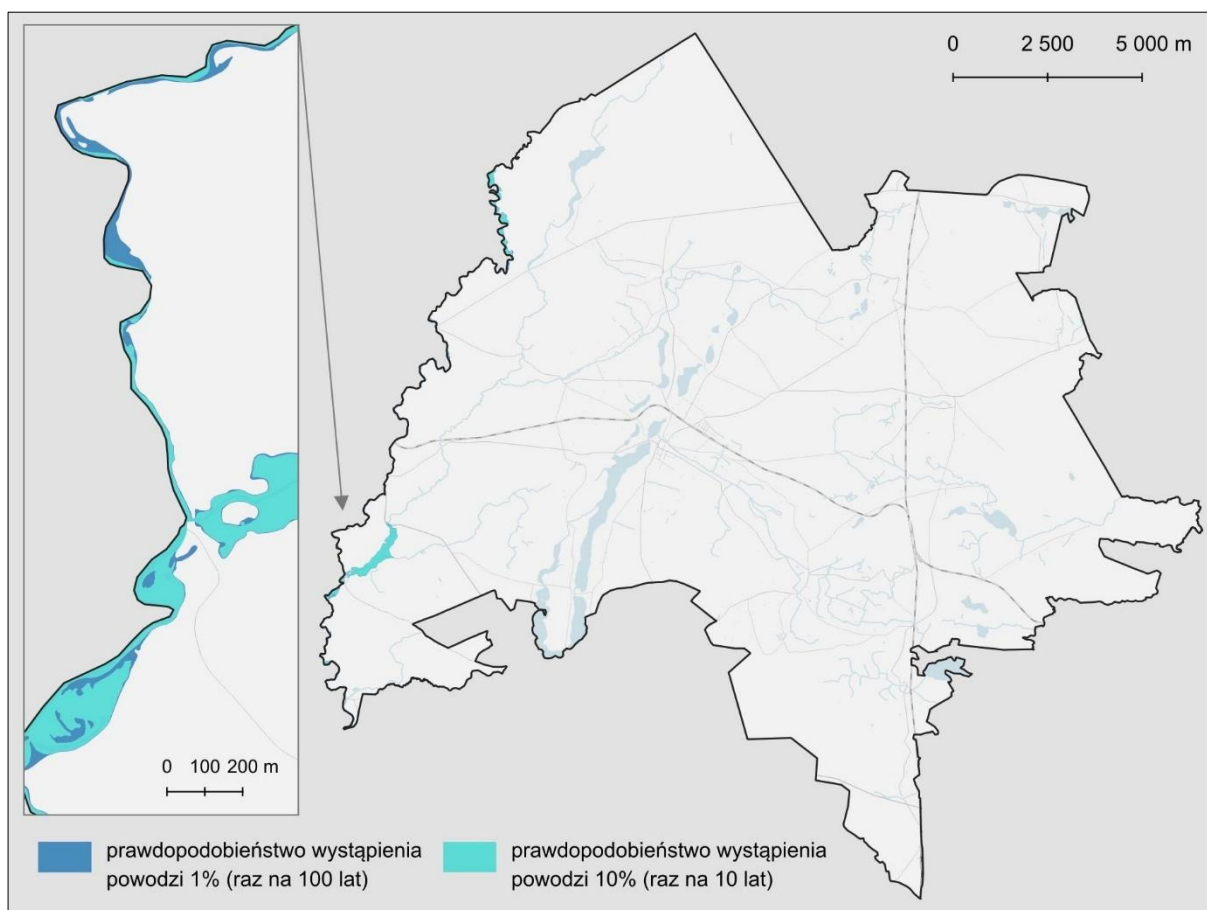 0 2 500 5 000 m
0 100 200 m
prawdopodobieństwo wystąpienia
powodzi 1% (raz na 100 lat)
prawdopodobieństwo wystąpienia
powodzi 10% (raz na 10 lat)